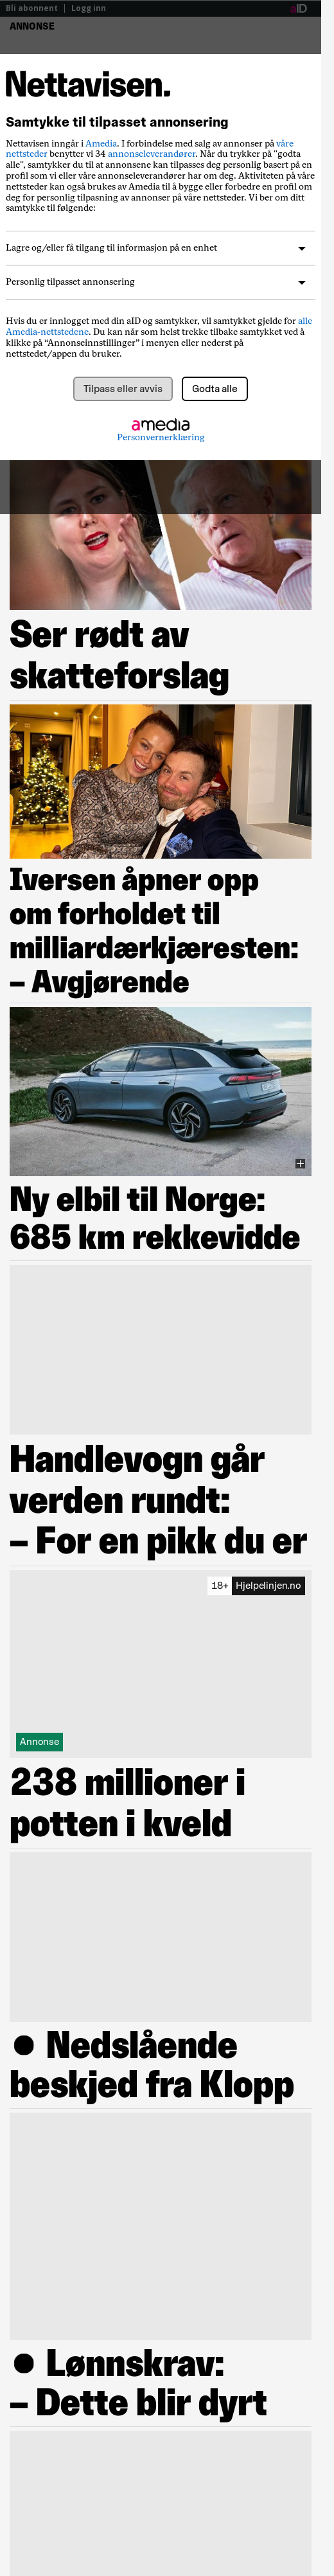 Bli abonnent | Logg inn
aID
ANNONSE
Nettavisen.
Samtykke til tilpasset annonsering
Nettavisen inngår i Amedia. I forbindelse med salg av annonser på våre
nettsteder benytter vi 34 annonseleverandører. Når du trykker på "godta
alle", samtykker du til at annonsene kan tilpasses deg personlig basert på en
profil som vi eller våre annonseleverandører har om deg. Aktiviteten på våre
nettsteder kan også brukes av Amedia til å bygge eller forbedre en profil om
deg for personlig tilpasning av annonser på våre nettsteder. Vi ber om ditt
samtykke til følgende:
Lagre og/eller få tilgang til informasjon på en enhet
Personlig tilpasset annonsering
Hvis du er innlogget med din aID og samtykker, vil samtykket gjelde for alle
Amedia-nettstedene. Du kan når som helst trekke tilbake samtykket ved å
klikke på “Annonseinnstillinger” i menyen eller nederst på
nettstedet/appen du bruker.
Tilpass eller avvis
Godta alle
amedia
Personvernerklæring
Ser rødt av
skatteforslag
Iversen åpner opp
om forholdet til
milliardærkjæresten:
– Avgjørende
Ny elbil til Norge:
685 km rekkevidde
Handlevogn går
verden rundt:
– For en pikk du er
18+ Hjelpelinjen.no
Annonse
238 millioner i
potten i kveld
● Nedslående
beskjed fra Klopp
● Lønnskrav:
– Dette blir dyrt